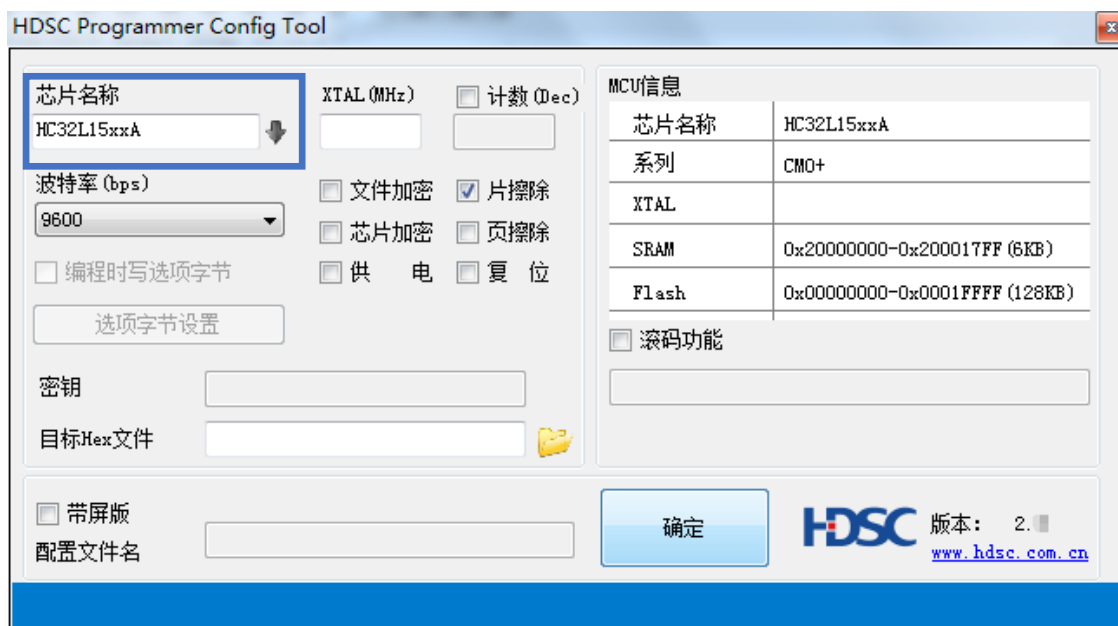 HDSC Programmer Config Tool
芯片名称
HC32L15xxA
XTAL(MHz)
计数(Dec)
波特率(bps)
9600
文件加密
片擦除
芯片加密
页擦除
编程时写选项字节
供 电
复 位
选项字节设置
密钥
目标Hex文件
MCU信息
芯片名称 HC32L15xxA
系列 CM0+
XTAL
SRAM 0x20000000-0x200017FF(6KB)
Flash 0x00000000-0x0001FFFF(128KB)
滚码功能
带屏版
配置文件名
确定
HDSC
版本: 2.
www.hdsc.com.cn